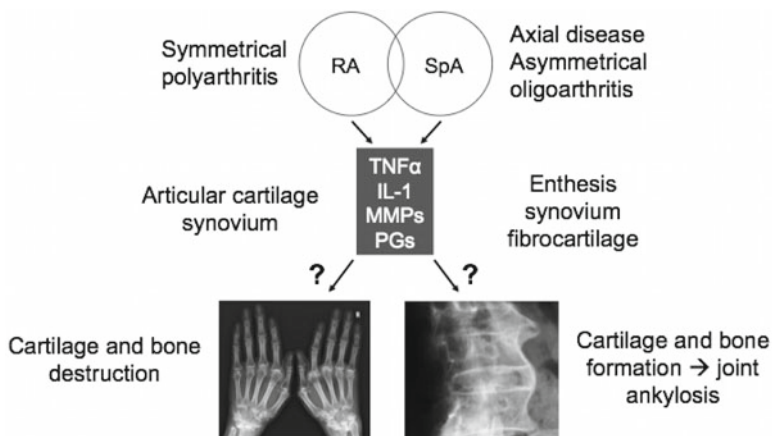 Symmetrical
polyarthritis
RA
SpA
Axial disease
Asymmetrical
oligoarthritis
TNFα
IL-1
MMPs
PGs
Articular cartilage
synovium
Enthesis
synovium
fibrocartilage
?
?
Cartilage and bone
destruction
Cartilage and bone
formation → joint
ankylosis